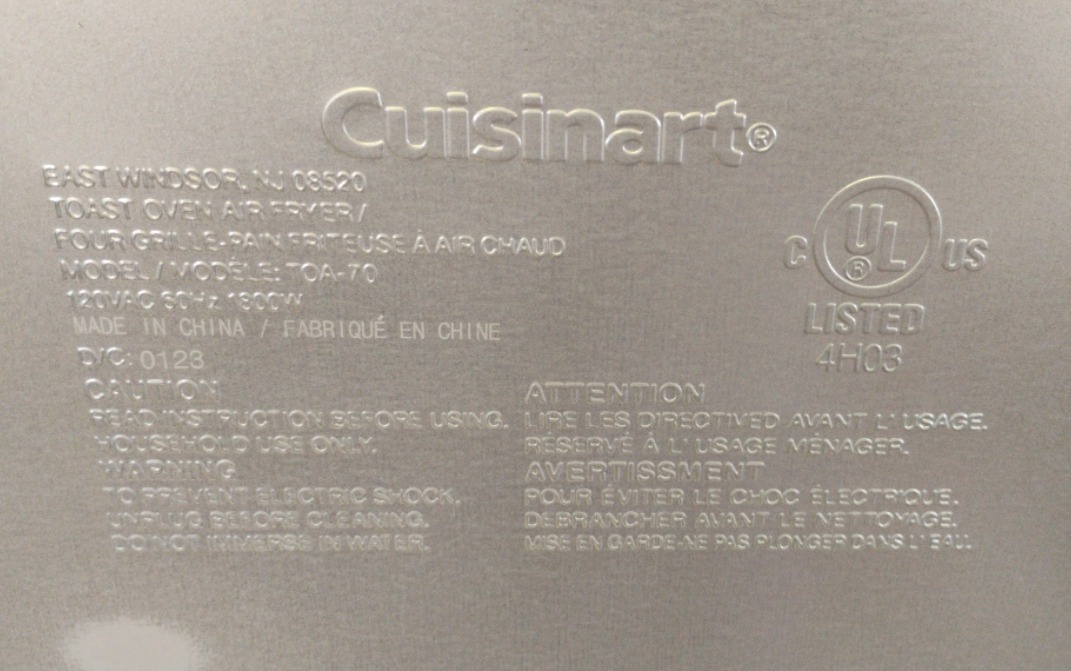 Cuisinart®
EAST WINDSOR, NJ 08520
TOAST OVEN AIR FRYER /
FOUR GRILLE-PAIN FRITEUSE À AIR CHAUD
MODEL / MODÈLE: TOA-70
120VAC 60Hz 1800W
MADE IN CHINA / FABRIQUÉ EN CHINE
D/C: 0123
C UL® US
LISTED
4H03
CAUTION
READ INSTRUCTION BEFORE USING.
HOUSEHOLD USE ONLY.
WARNING
TO PREVENT ELECTRIC SHOCK,
UNPLUG BEFORE CLEANING.
DO NOT IMMERSE IN WATER.
ATTENTION
LIRE LES DIRECTIVED AVANT L' USAGE.
RÉSERVÉ À L' USAGE MÉNAGER.
AVERTISSMENT
POUR ÉVITER LE CHOC ÉLECTRIQUE.
DEBRANCHER AVANT LE NETTOYAGE.
MISE EN GARDE-NE PAS PLONGER DANS L' EAU.